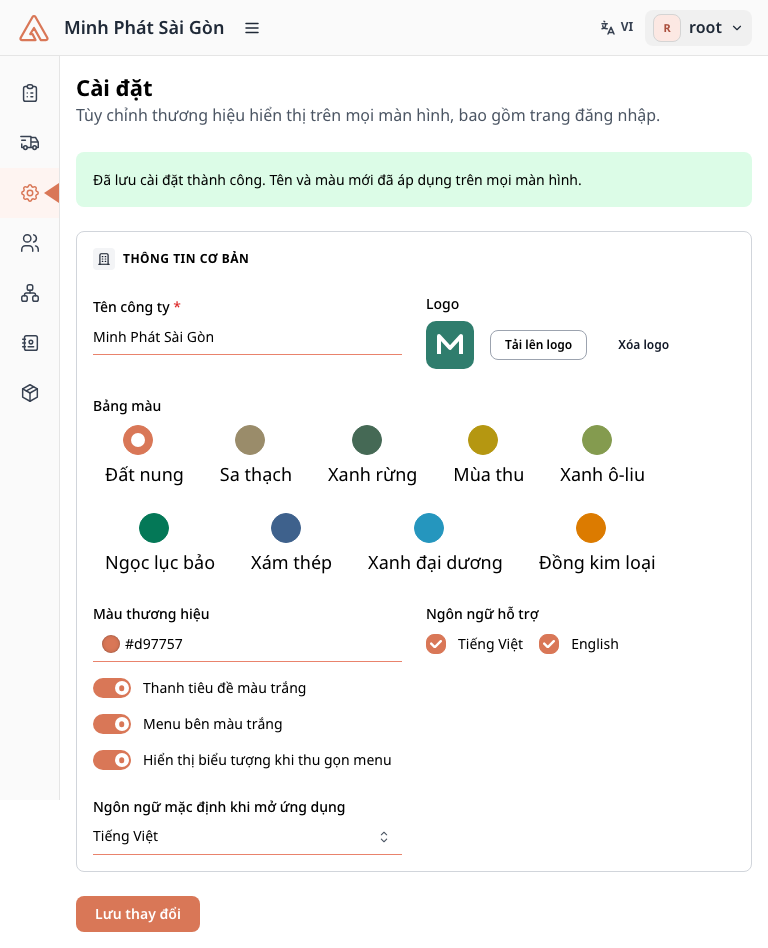 Minh Phát Sài Gòn
VI
R
root
Cài đặt
Tùy chỉnh thương hiệu hiển thị trên mọi màn hình, bao gồm trang đăng nhập.
Đã lưu cài đặt thành công. Tên và màu mới đã áp dụng trên mọi màn hình.
THÔNG TIN CƠ BẢN
Tên công ty *
Minh Phát Sài Gòn
Logo
M
Tải lên logo
Xóa logo
Bảng màu
Đất nung
Sa thạch
Xanh rừng
Mùa thu
Xanh ô-liu
Ngọc lục bảo
Xám thép
Xanh đại dương
Đồng kim loại
Màu thương hiệu
#d97757
Ngôn ngữ hỗ trợ
Tiếng Việt
English
Thanh tiêu đề màu trắng
Menu bên màu trắng
Hiển thị biểu tượng khi thu gọn menu
Ngôn ngữ mặc định khi mở ứng dụng
Tiếng Việt
Lưu thay đổi